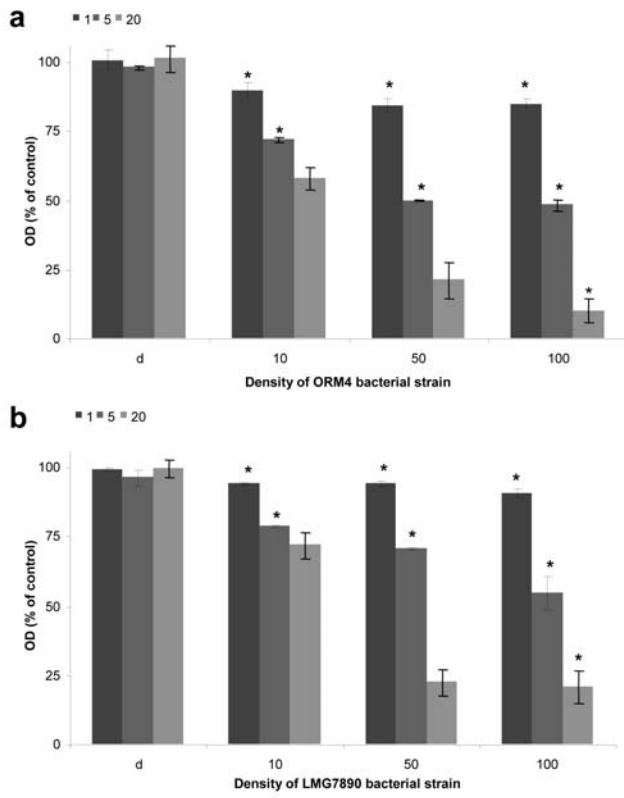 a
1 5 20
*
* * *
100
*
75
* *
50
25
*
0
OD (% of control)
d 10 50 100
Density of ORM4 bacterial strain
b
1 5 20
* * *
100
* *
75
*
50
*
25
0
OD (% of control)
d 10 50 100
Density of LMG7890 bacterial strain